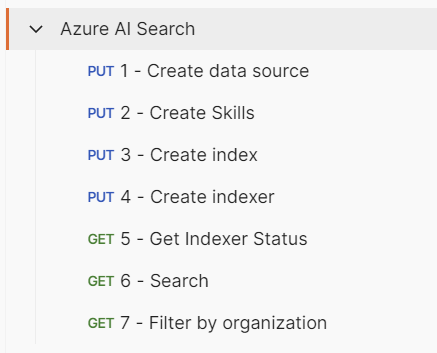 Azure AI Search
PUT 1 - Create data source
PUT 2 - Create Skills
PUT 3 - Create index
PUT 4 - Create indexer
GET 5 - Get Indexer Status
GET 6 - Search
GET 7 - Filter by organization